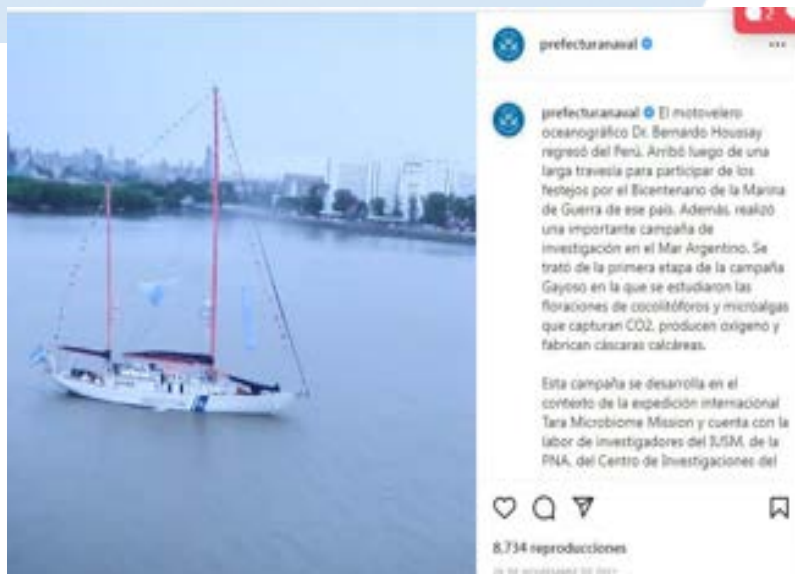 2
prefecturanaval
prefecturanaval El motovelero
oceanográfico Dr. Bernardo Houssay
regresó del Perú. Arribó luego de una
larga travesía para participar de los
festejos por el Bicentenario de la Marina
de Guerra de ese país. Además, realizó
una importante campaña de
investigación en el Mar Argentino. Se
trató de la primera etapa de la campaña
Gayoso en la que se estudiaron las
floraciones de cocolitóforos y microalgas
que capturan CO2, producen oxígeno y
fabrican cáscaras calcáreas.
Esta campaña se desarrolla en el
contexto de la expedición internacional
Tara Microbiome Mission y cuenta con la
labor de investigadores del IUSM, de la
PNA, del Centro de Investigaciones del
8,734 reproducciones
DE NOVIEMBRE DE 2021